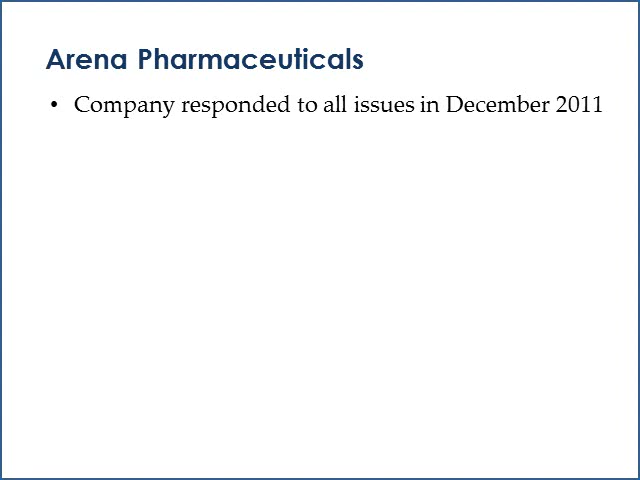 Arena Pharmaceuticals
• Company responded to all issues in December 2011